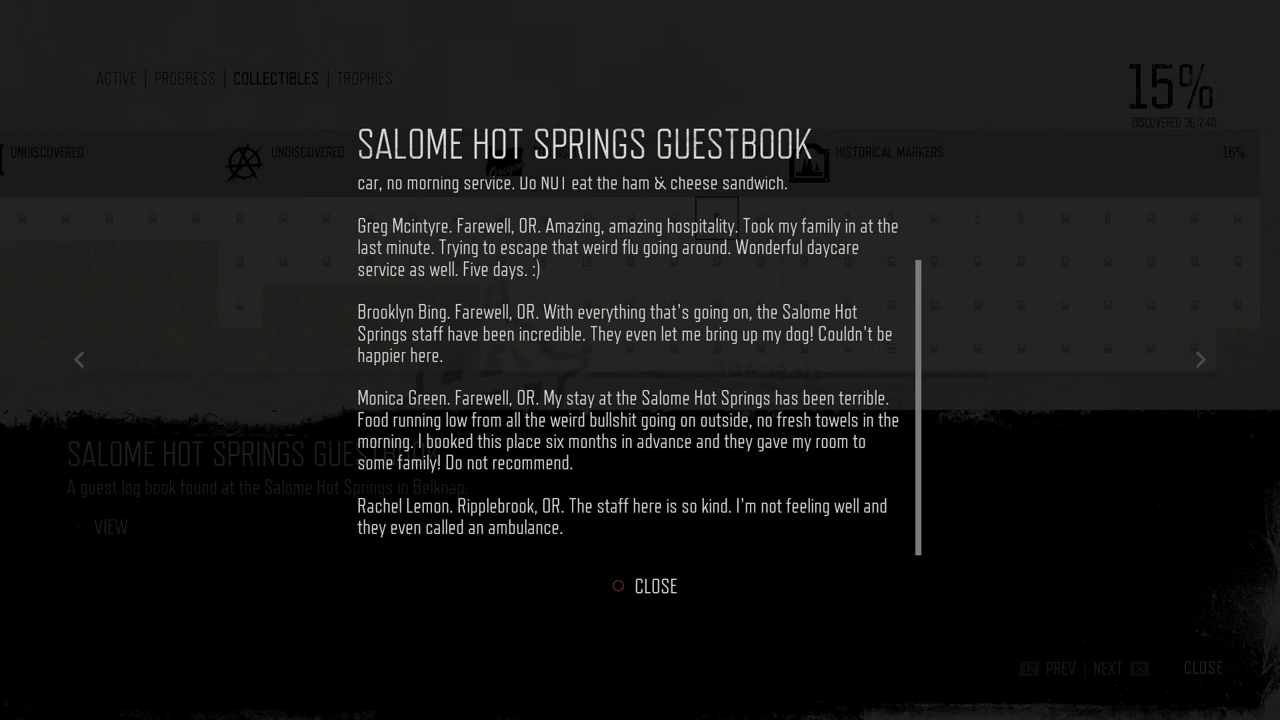 ACTIVE | PROGRESS | COLLECTIBLES | TROPHIES
15%
DISCOVERED 36/240
UNDISCOVERED
UNDISCOVERED
HISTORICAL MARKERS
16%
SALOME HOT SPRINGS GUESTBOOK
car, no morning service. Do NOT eat the ham & cheese sandwich.
Greg Mcintyre. Farewell, OR. Amazing, amazing hospitality. Took my family in at the
last minute. Trying to escape that weird flu going around. Wonderful daycare
service as well. Five days. :)
Brooklyn Bing. Farewell, OR. With everything that's going on, the Salome Hot
Springs staff have been incredible. They even let me bring up my dog! Couldn't be
happier here.
Monica Green. Farewell, OR. My stay at the Salome Hot Springs has been terrible.
Food running low from all the weird bullshit going on outside, no fresh towels in the
morning. I booked this place six months in advance and they gave my room to
some family! Do not recommend.
Rachel Lemon. Ripplebrook, OR. The staff here is so kind. I'm not feeling well and
they even called an ambulance.
CLOSE
SALOME HOT SPRINGS GUESTBOOK
A guest log book found at the Salome Hot Springs in Belknap.
VIEW
L2 PREV | NEXT R2 CLOSE